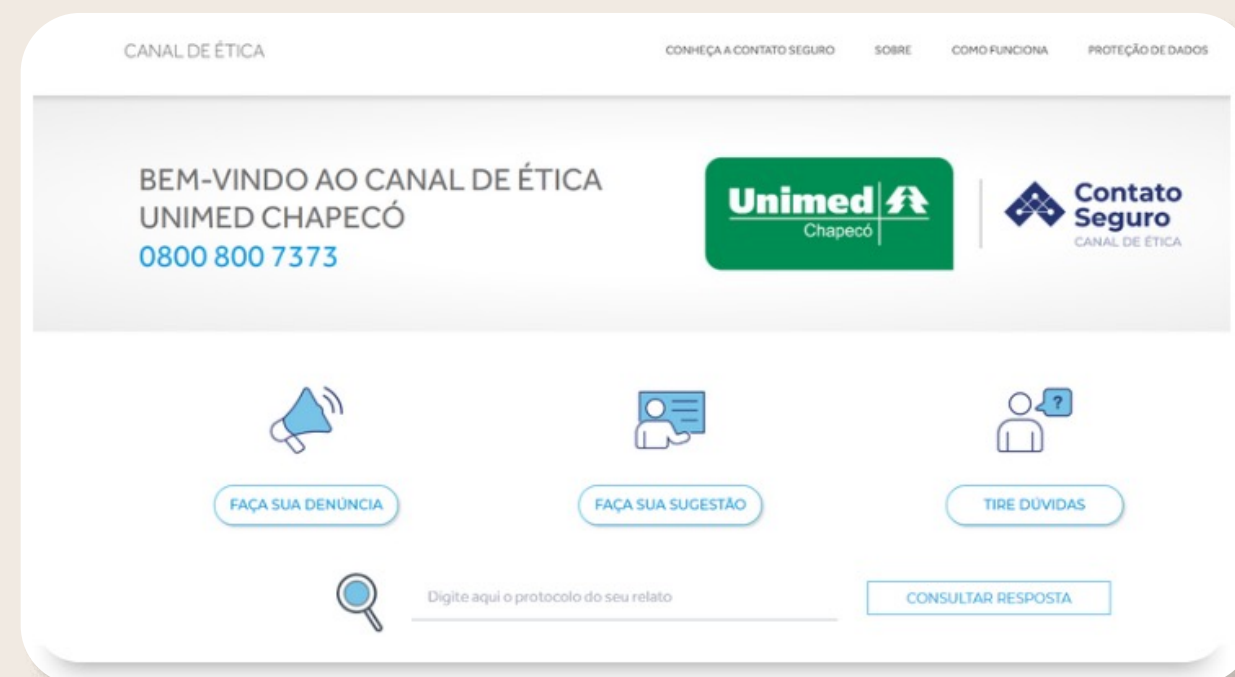 CANAL DE ÉTICA
CONHEÇA A CONTATO SEGURO SOBRE COMO FUNCIONA PROTEÇÃO DE DADOS
BEM-VINDO AO CANAL DE ÉTICA
UNIMED CHAPECÓ
0800 800 7373
Unimed
Chapecó
Contato
Seguro
CANAL DE ÉTICA
?
FAÇA SUA DENÚNCIA
FAÇA SUA SUGESTÃO
TIRE DÚVIDAS
Digite aqui o protocolo do seu relato
CONSULTAR RESPOSTA